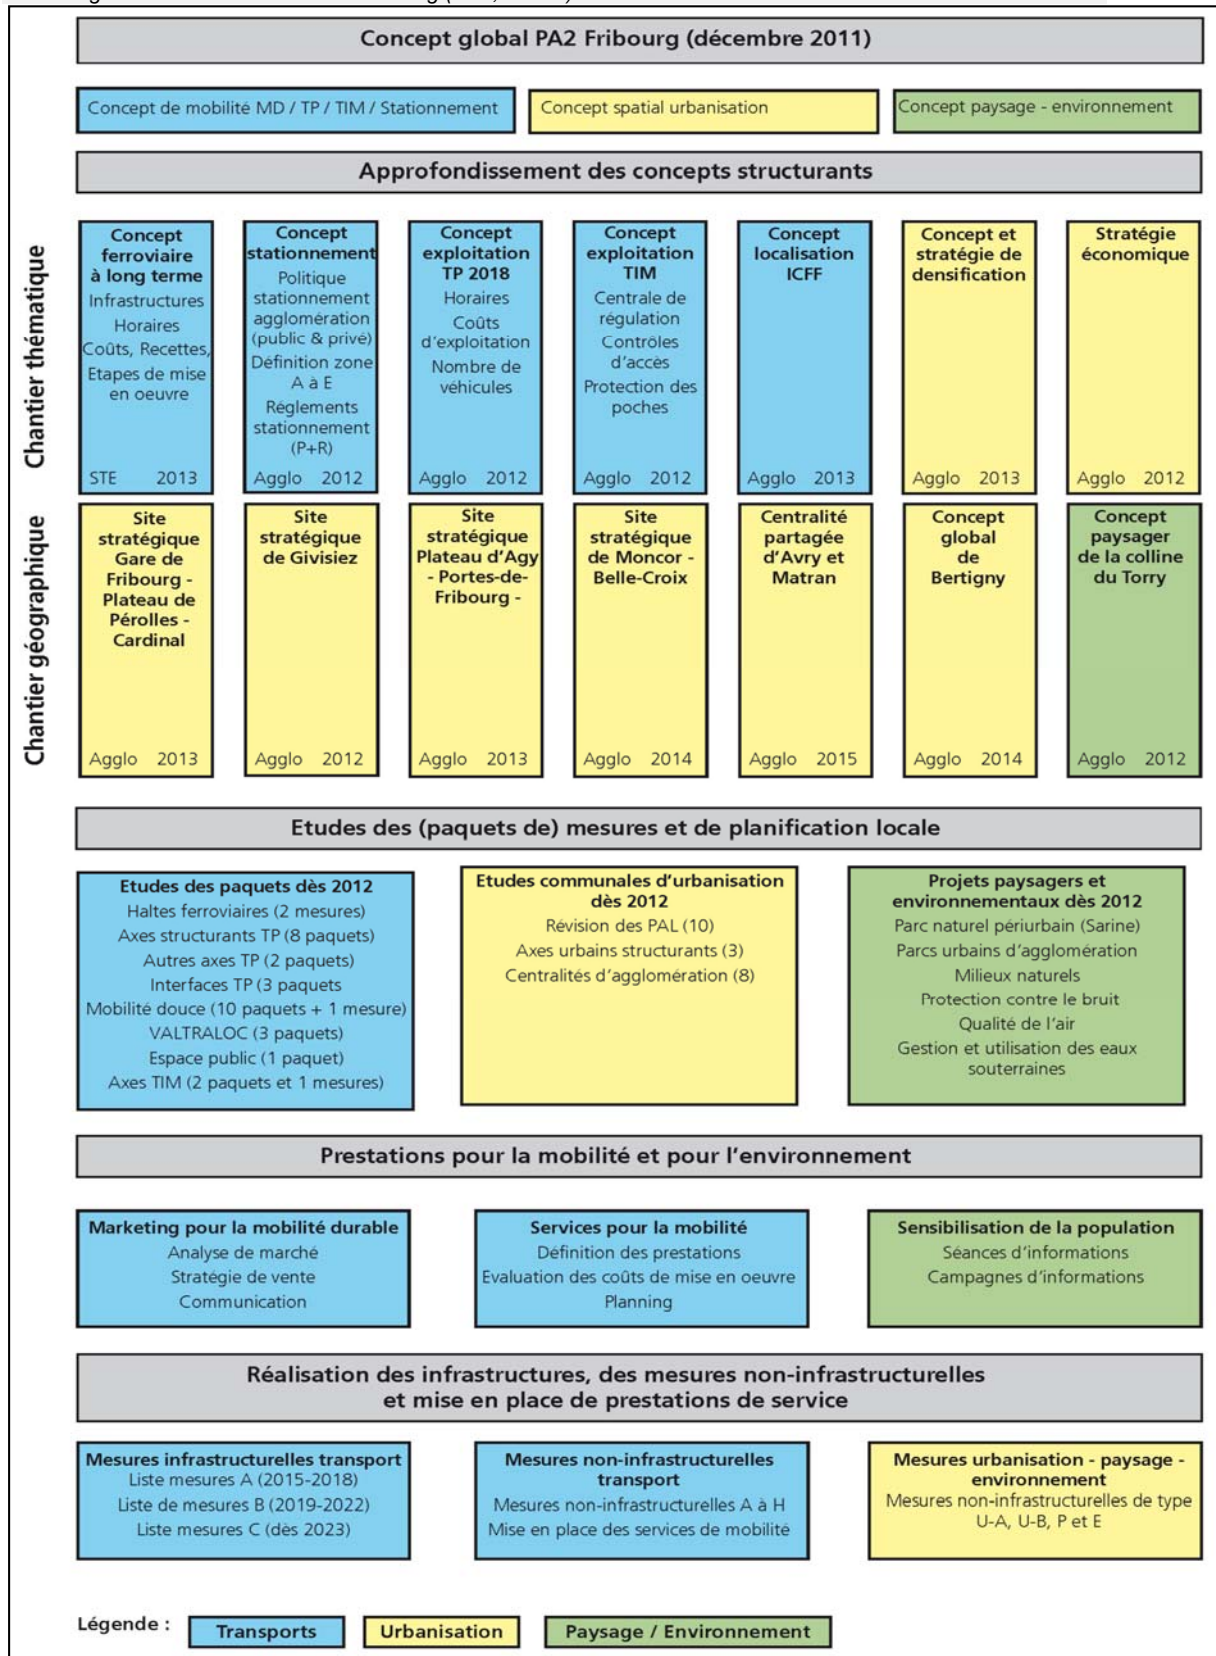 Concept global PA2 Fribourg (décembre 2011)
Concept de mobilité MD / TP / TIM / Stationnement
Concept spatial urbanisation
Concept paysage - environnement
Approfondissement des concepts structurants
Chantier thématique
Concept
ferroviaire
à long terme
Infrastructures
Horaires
Coûts, Recettes,
Etapes de mise
en oeuvre
STE 2013
Concept
stationnement
Politique
stationnement
agglomération
(public & privé)
Définition zone
A à E
Réglements
stationnement
(P+R)
Agglo 2012
Concept
exploitation
TP 2018
Horaires
Coûts
d'exploitation
Nombre de
véhicules
Agglo 2012
Concept
exploitation
TIM
Centrale de
régulation
Contrôles
d'accès
Protection des
poches
Agglo 2012
Concept
localisation
ICFF
Agglo 2013
Concept et
stratégie de
densification
Agglo 2013
Stratégie
économique
Agglo 2012
Chantier géographique
Site
stratégique
Gare de
Fribourg -
Plateau de
Pérolles -
Cardinal
Agglo 2013
Site
stratégique
de Givisiez
Agglo 2012
Site
stratégique
Plateau d'Agy
- Portes-de-
Fribourg -
Agglo 2013
Site
stratégique
de Moncor -
Belle-Croix
Agglo 2014
Centralité
partagée
d'Avry et
Matran
Agglo 2015
Concept
global
de
Bertigny
Agglo 2014
Concept
paysager
de la colline
du Torry
Agglo 2012
Etudes des (paquets de) mesures et de planification locale
Etudes des paquets dès 2012
Haltes ferroviaires (2 mesures)
Axes structurants TP (8 paquets)
Autres axes TP (2 paquets)
Interfaces TP (3 paquets
Mobilité douce (10 paquets + 1 mesure)
VALTRALOC (3 paquets)
Espace public (1 paquet)
Axes TIM (2 paquets et 1 mesures)
Etudes communales d'urbanisation
dès 2012
Révision des PAL (10)
Axes urbains structurants (3)
Centralités d'agglomération (8)
Projets paysagers et
environnementaux dès 2012
Parc naturel périurbain (Sarine)
Parcs urbains d'agglomération
Milieux naturels
Protection contre le bruit
Qualité de l'air
Gestion et utilisation des eaux
souterraines
Prestations pour la mobilité et pour l'environnement
Marketing pour la mobilité durable
Analyse de marché
Stratégie de vente
Communication
Services pour la mobilité
Définition des prestations
Evaluation des coûts de mise en oeuvre
Planning
Sensibilisation de la population
Séances d'informations
Campagnes d'informations
Réalisation des infrastructures, des mesures non-infrastructurelles
et mise en place de prestations de service
Mesures infrastructurelles transport
Liste mesures A (2015-2018)
Liste de mesures B (2019-2022)
Liste mesures C (dès 2023)
Mesures non-infrastructurelles
transport
Mesures non-infrastructurelles A à H
Mise en place des services de mobilité
Mesures urbanisation - paysage -
environnement
Mesures non-infrastructurelles de type
U-A, U-B, P et E
Légende :
Transports
Urbanisation
Paysage / Environnement